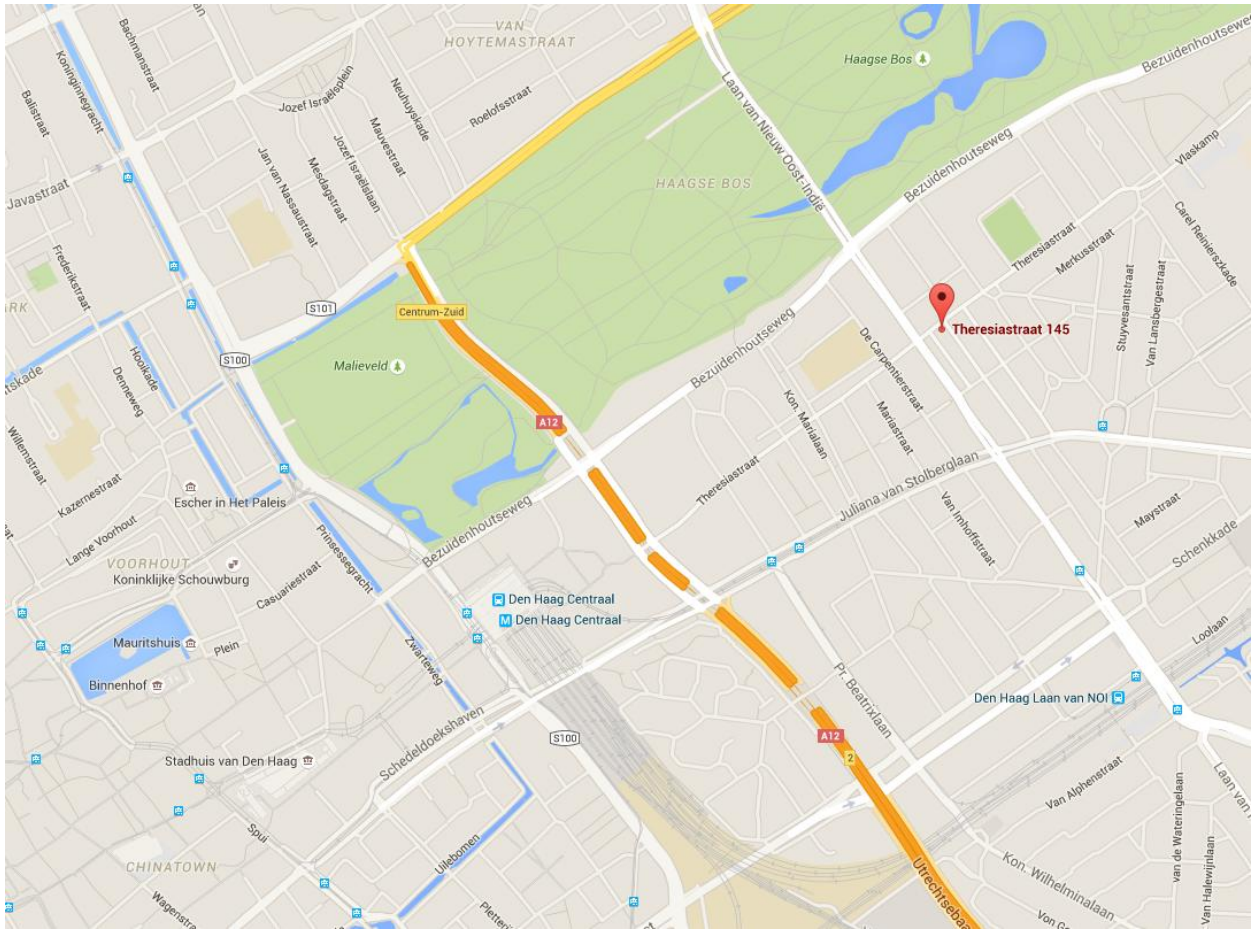 VAN
HOYTEMASTRAAT
Bachmanstraat
Koninginnegracht
Balistraat
Jozef Israëlsplein
Neuhuyskade
Roelofsstraat
Mauvestraat
Jozef Israëlslaan
Mesdagstraat
Jan van Nassaustraat
Javastraat
Frederikstraat
Haagse Bos
Bezuidenhoutseweg
Laan van Nieuw Oost-Indië
HAAGSE BOS
Bezuidenhoutseweg
Vlaskamp
Carel Reinierszkade
Theresiastraat
Merkusstraat
Stuyvesantstraat
Van Lansbergestraat
Theresiastraat 145
S101
Centrum-Zuid
S100
Malieveld
Hooikade
Denneweg
Willemstraat
Kazernestraat
Bezuidenhoutseweg
De Carpentierstraat
Kon. Marialaan
Mariastraat
A12
Theresiastraat
Juliana van Stolberglaan
Van Imhoffstraat
Maystraat
Schenkkade
Escher in Het Paleis
Lange Voorhout
VOORHOUT
Koninklijke Schouwburg
Prinsessegracht
Bezuidenhoutseweg
Casuariestraat
Den Haag Centraal
M Den Haag Centraal
Mauritshuis
Plein
Zwarteweg
Binnenhof
Loolaan
Pr. Beatrixlaan
Den Haag Laan van NOI
Schedeldoekshaven
S100
A12
2
Stadhuis van Den Haag
Van Alphenstraat
Spui
CHINATOWN
Uilebomen
Wagenstraat
Utrechtsebaan
Kon. Wilhelminalaan
van de Wateringelaan
Van Halewijnlaan